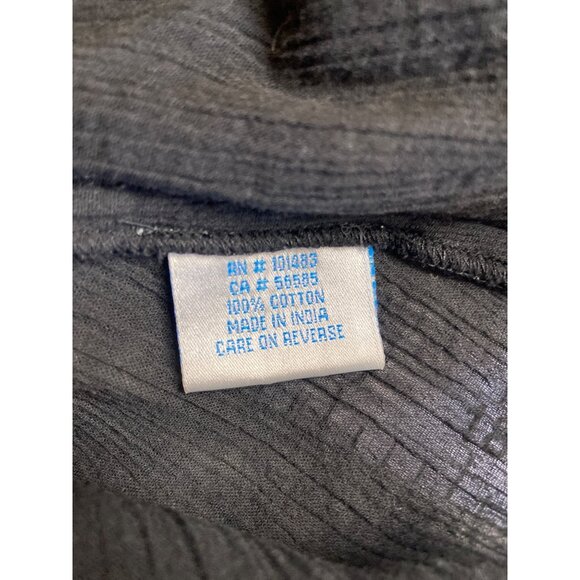 RN # 101483
CA # 56585
100% COTTON
MADE IN INDIA
CARE ON REVERSE